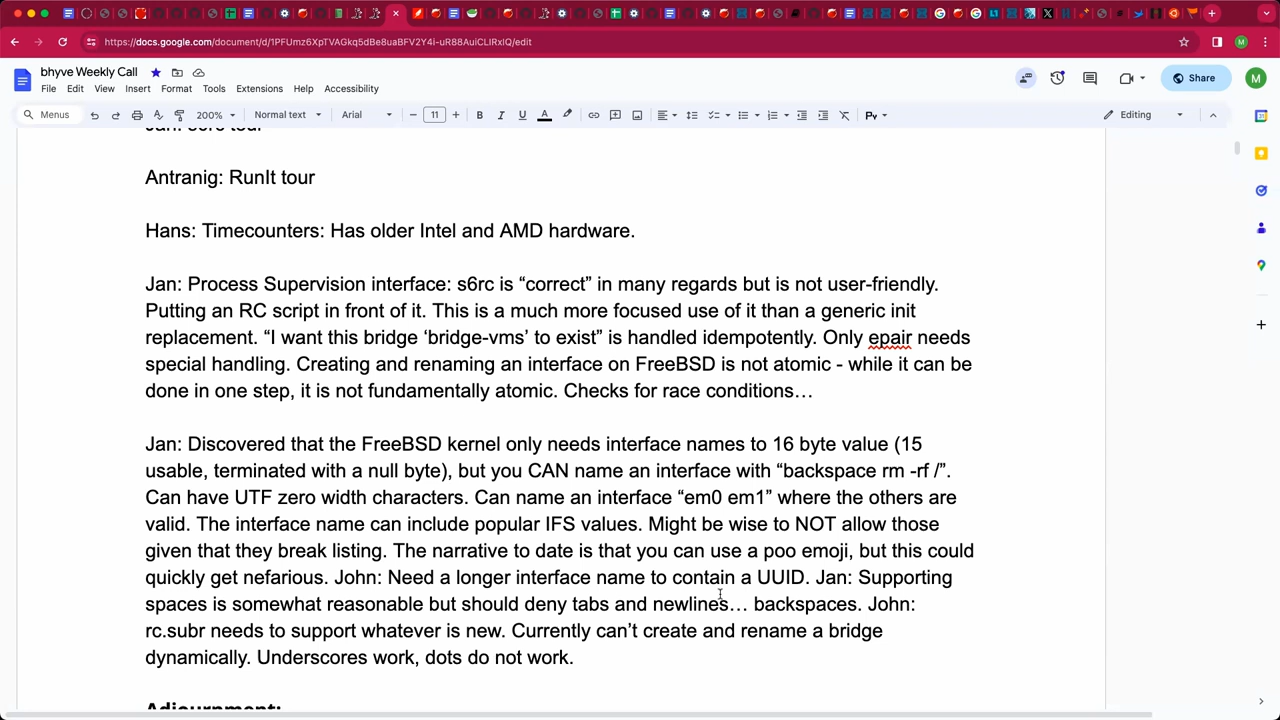 https://docs.google.com/document/d/1PFUmz6XpTVAGkq5dBe8uaBFV2Y4i-uR88AuiCLIRxIQ/edit
bhyve Weekly Call
File Edit View Insert Format Tools Extensions Help Accessibility
Share
M
Menus 200% Normal text Arial 11 Editing
Antranig: RunIt tour
Hans: Timecounters: Has older Intel and AMD hardware.
Jan: Process Supervision interface: s6rc is “correct” in many regards but is not user-friendly.
Putting an RC script in front of it. This is a much more focused use of it than a generic init
replacement. “I want this bridge ‘bridge-vms’ to exist” is handled idempotently. Only epair needs
special handling. Creating and renaming an interface on FreeBSD is not atomic - while it can be
done in one step, it is not fundamentally atomic. Checks for race conditions…
Jan: Discovered that the FreeBSD kernel only needs interface names to 16 byte value (15
usable, terminated with a null byte), but you CAN name an interface with “backspace rm -rf /”.
Can have UTF zero width characters. Can name an interface “em0 em1” where the others are
valid. The interface name can include popular IFS values. Might be wise to NOT allow those
given that they break listing. The narrative to date is that you can use a poo emoji, but this could
quickly get nefarious. John: Need a longer interface name to contain a UUID. Jan: Supporting
spaces is somewhat reasonable but should deny tabs and newlines… backspaces. John:
rc.subr needs to support whatever is new. Currently can’t create and rename a bridge
dynamically. Underscores work, dots do not work.
Adjournment: